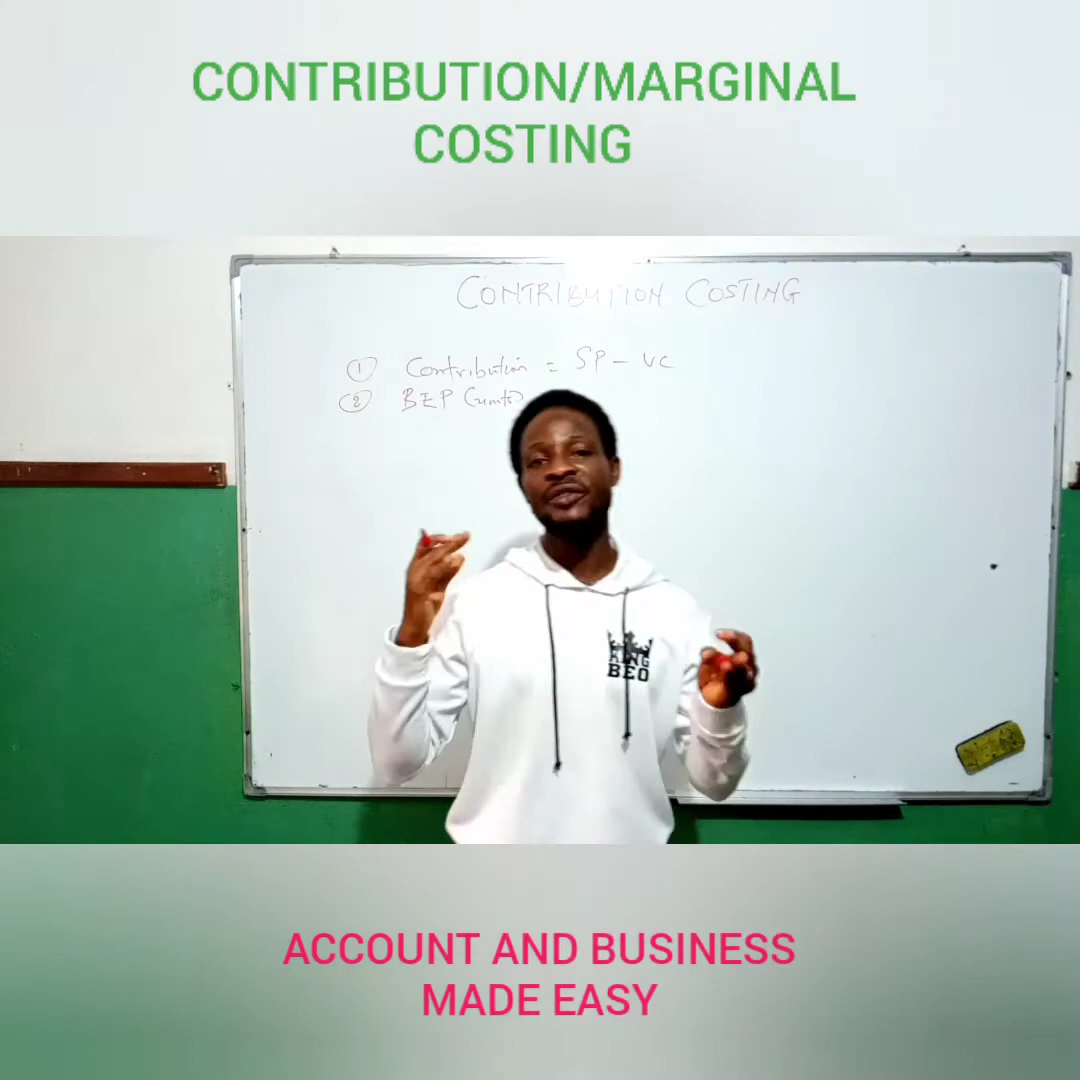 CONTRIBUTION/MARGINAL
COSTING
CONTRIBUTION COSTING
① Contribution = SP - VC
② BEP (units)
KING
BEO
ACCOUNT AND BUSINESS
MADE EASY